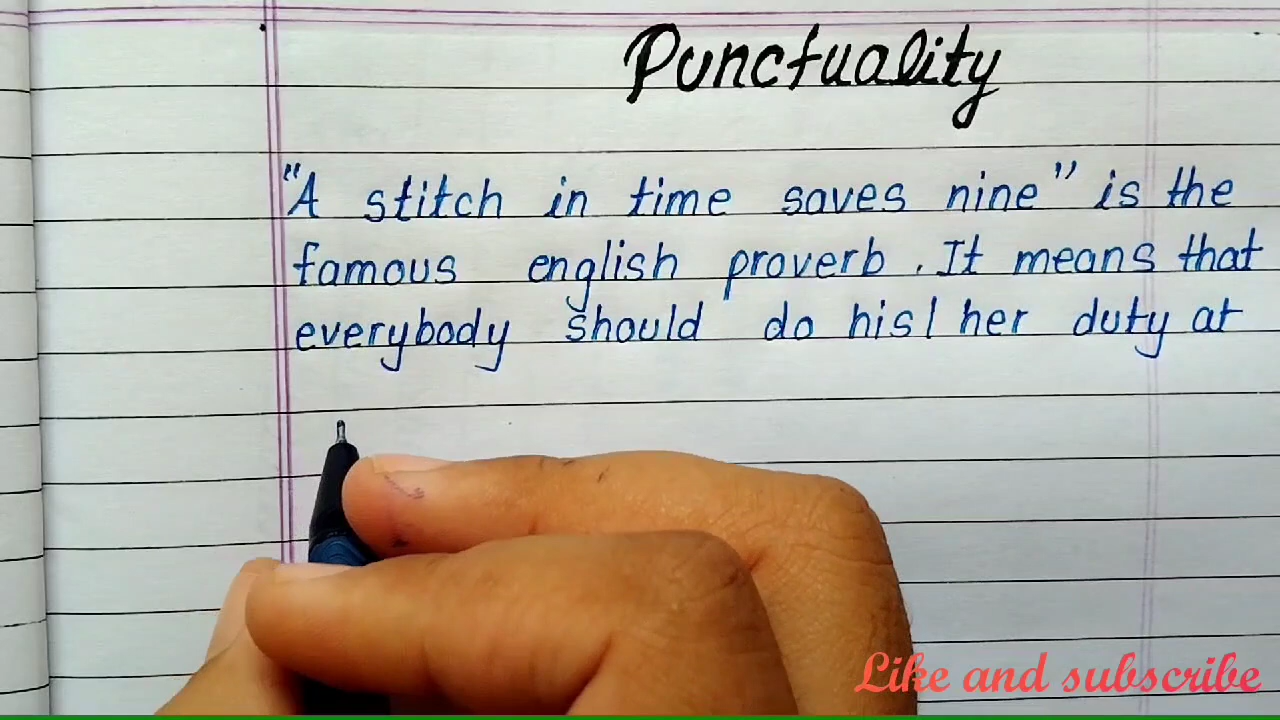 Punctuality
"A stitch in time saves nine" is the
famous english proverb. It means that
everybody should do his/ her duty at
Like and subscribe